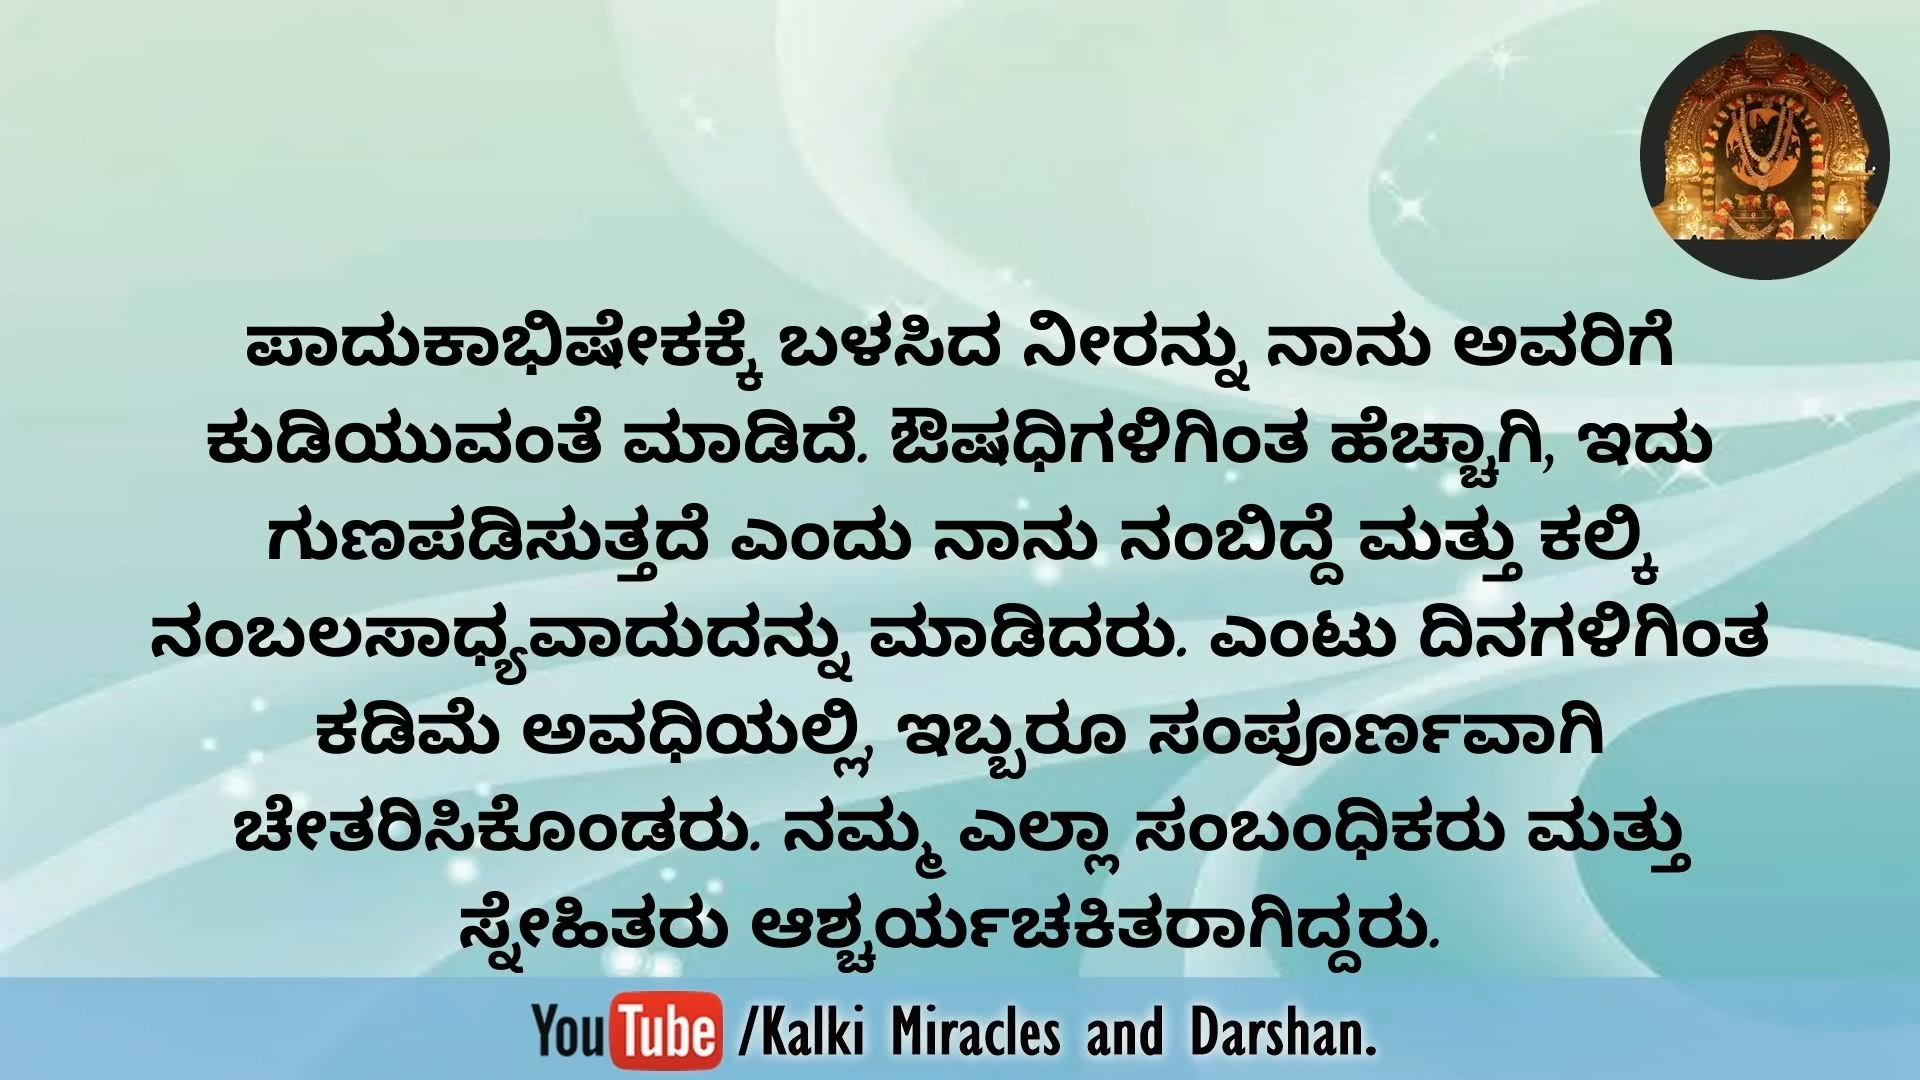 ಪಾದುಕಾಭಿಷೇಕಕ್ಕೆ ಬಳಸಿದ ನೀರನ್ನು ನಾನು ಅವರಿಗೆ
ಕುಡಿಯುವಂತೆ ಮಾಡಿದೆ. ಔಷಧಿಗಳಿಗಿಂತ ಹೆಚ್ಚಾಗಿ, ಇದು
ಗುಣಪಡಿಸುತ್ತದೆ ಎಂದು ನಾನು ನಂಬಿದ್ದೆ ಮತ್ತು ಕಲ್ಕಿ
ನಂಬಲಸಾಧ್ಯವಾದುದನ್ನು ಮಾಡಿದರು. ಎಂಟು ದಿನಗಳಿಗಿಂತ
ಕಡಿಮೆ ಅವಧಿಯಲ್ಲಿ, ಇಬ್ಬರೂ ಸಂಪೂರ್ಣವಾಗಿ
ಚೇತರಿಸಿಕೊಂಡರು. ನಮ್ಮ ಎಲ್ಲಾ ಸಂಬಂಧಿಕರು ಮತ್ತು
ಸ್ನೇಹಿತರು ಆಶ್ಚರ್ಯಚಕಿತರಾಗಿದ್ದರು.
YouTube /Kalki Miracles and Darshan.